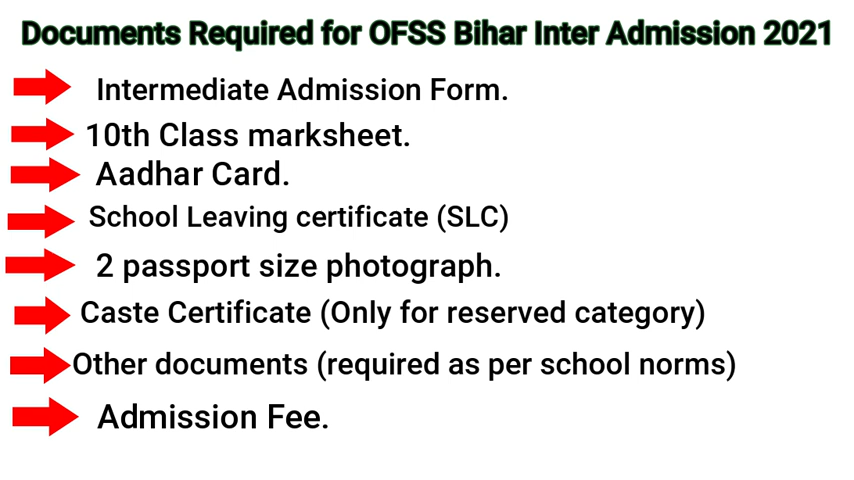 Documents Required for OFSS Bihar Inter Admission 2021
Intermediate Admission Form.
10th Class marksheet.
Aadhar Card.
School Leaving certificate (SLC)
2 passport size photograph.
Caste Certificate (Only for reserved category)
Other documents (required as per school norms)
Admission Fee.